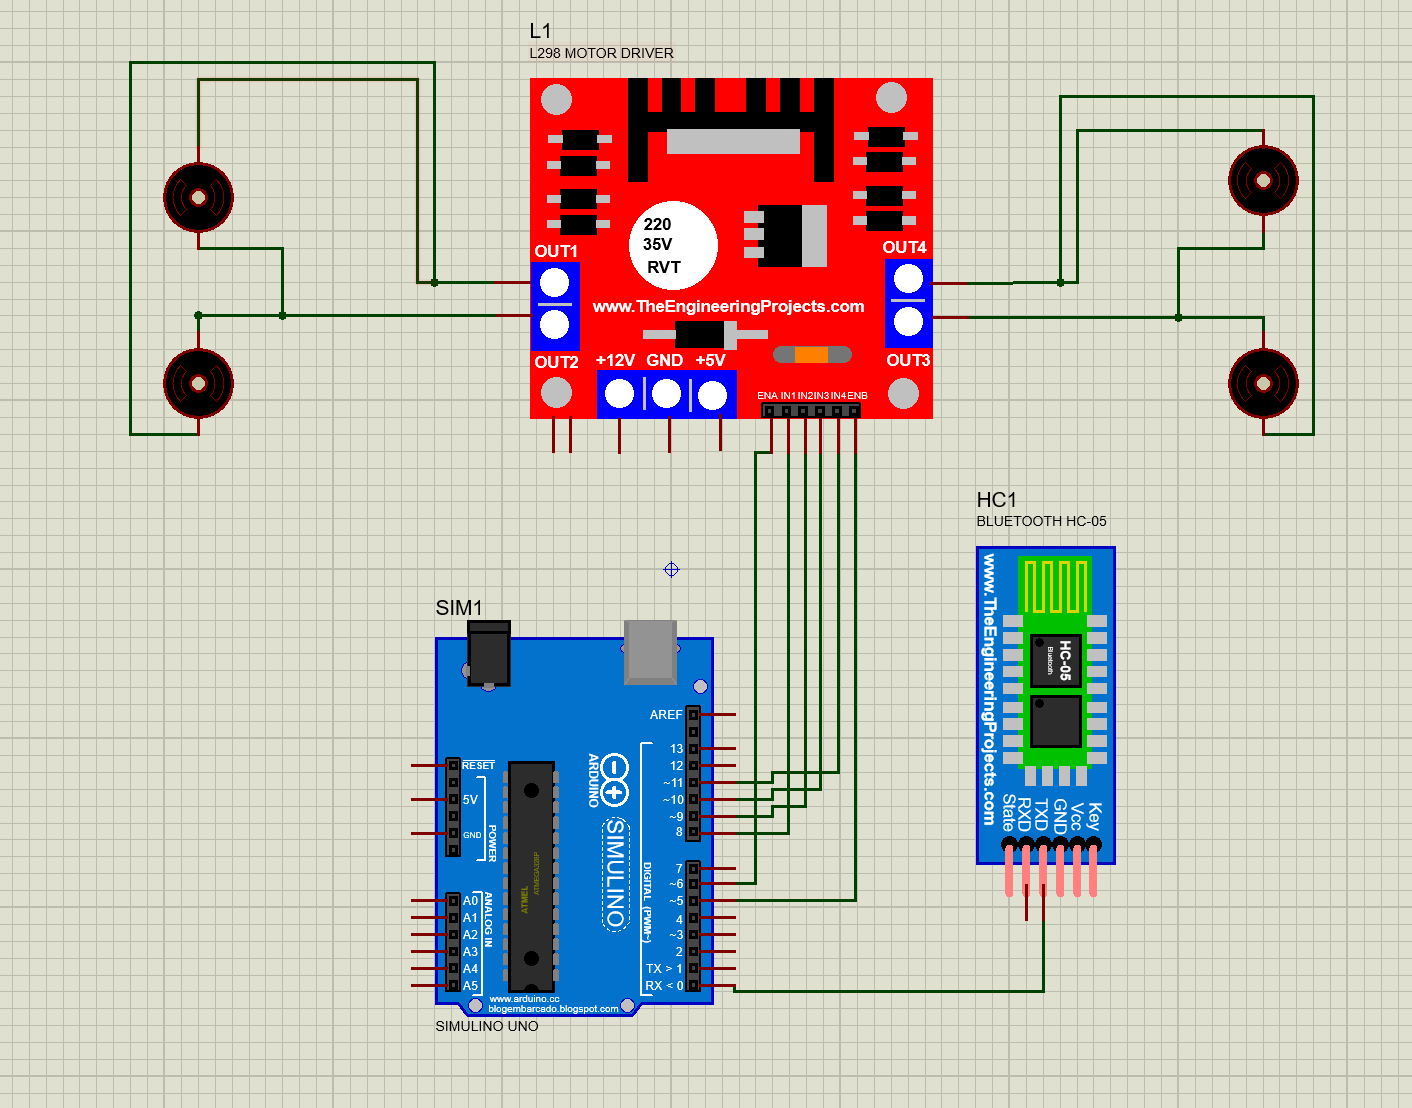 L1
L298 MOTOR DRIVER
220
35V
RVT
OUT1
OUT4
www.TheEngineeringProjects.com
OUT2
+12V GND +5V
OUT3
ENA IN1 IN2 IN3 IN4 ENB
HC1
BLUETOOTH HC-05
www.TheEngineeringProjects.com
HC-05
Bluetooth
State
RXD
TXD
GND
Vcc
Key
SIM1
AREF
13
12
~11
~10
~9
8
7
~6
~5
4
~3
2
TX > 1
RX < 0
RESET
5V
GND
POWER
A0
A1
A2
A3
A4
A5
ANALOG IN
ARDUINO
SIMULINO
DIGITAL (PWM~)
ATMEL
ATMEGA328P
www.arduino.cc
blogembarcado.blogspot.com
SIMULINO UNO